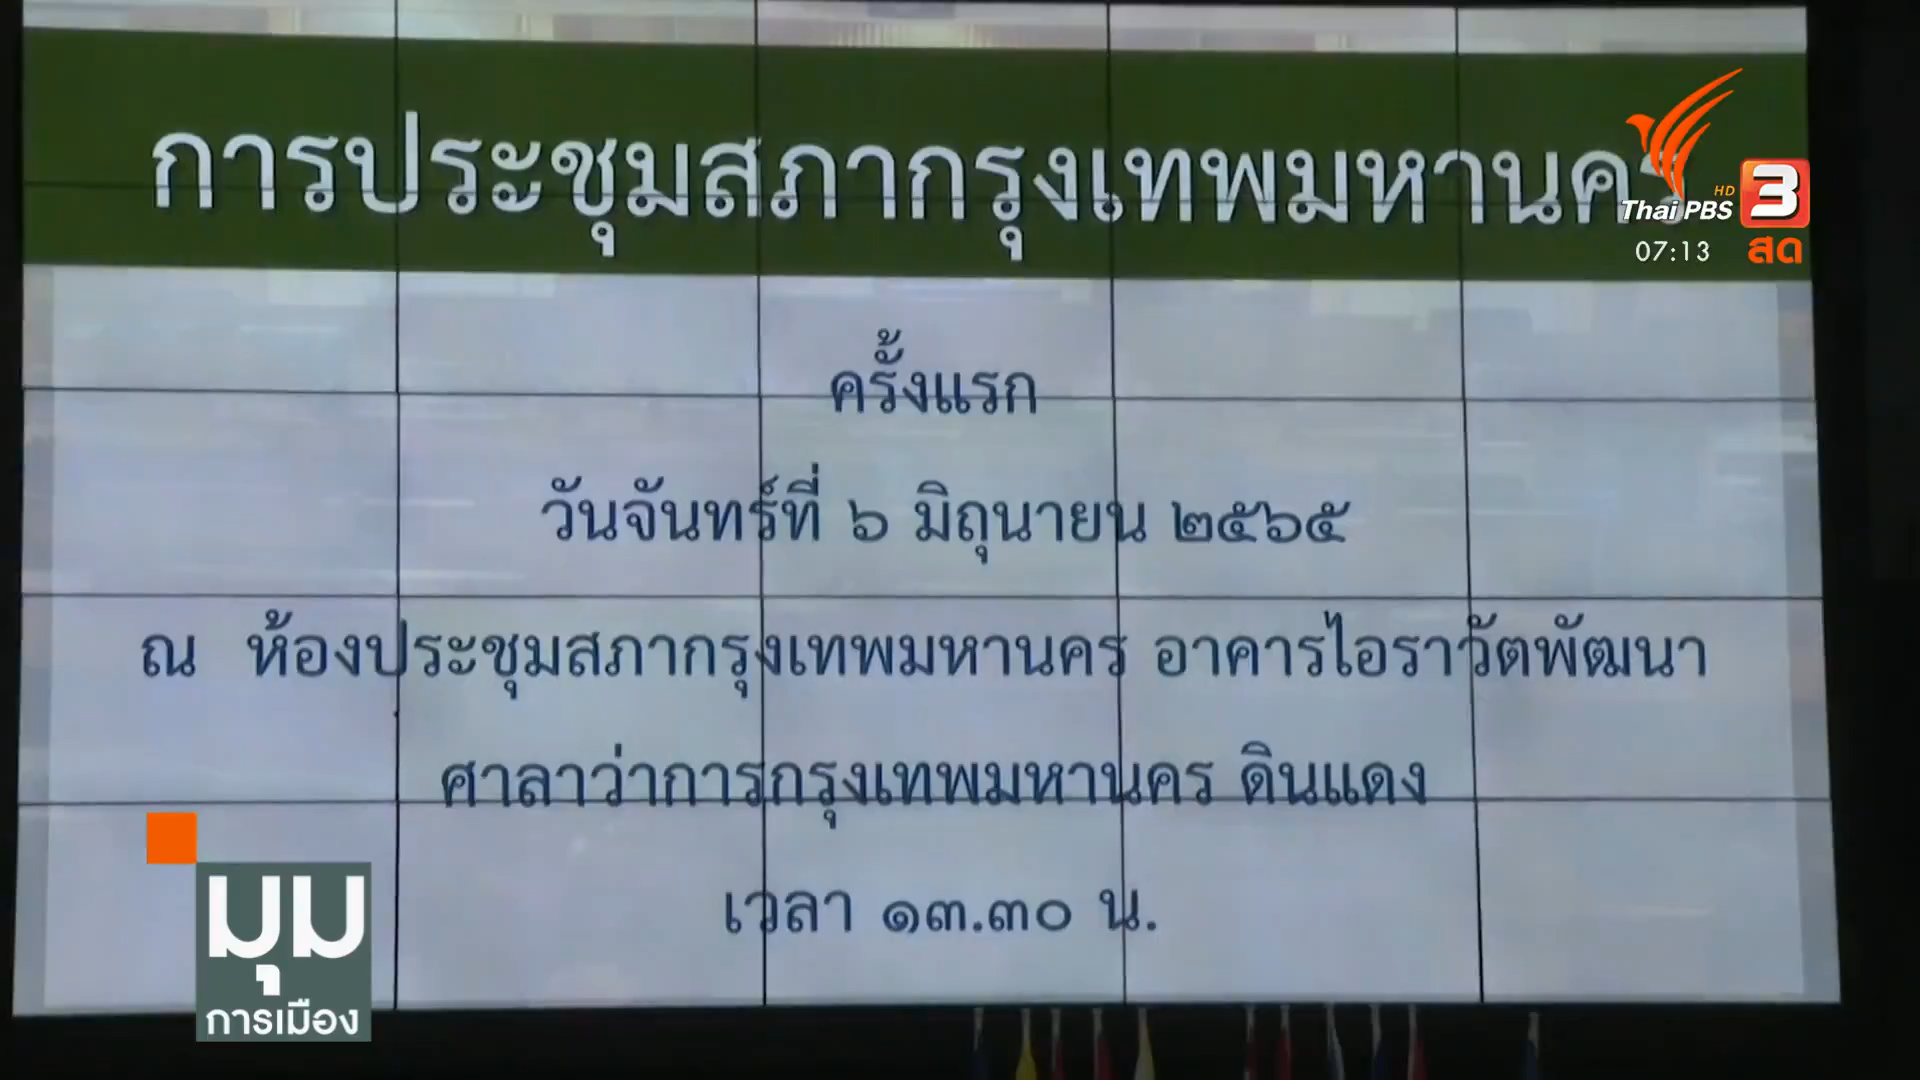 การประชุมสภากรุงเทพมหานคร
Thai PBS HD 3
07:13 สด
ครั้งแรก
วันจันทร์ที่ ๖ มิถุนายน ๒๕๖๕
ณ ห้องประชุมสภากรุงเทพมหานคร อาคารไอราวัตพัฒนา
ศาลาว่าการกรุงเทพมหานคร ดินแดง
เวลา ๑๓.๓๐ น.
มุม
การเมือง